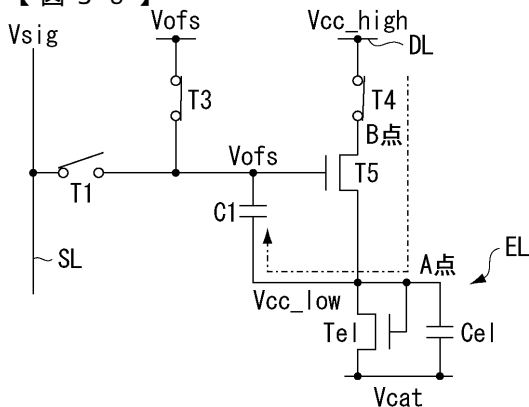 【図36】
Vsig
Vofs
Vcc_high
DL
T3
T4
B点
Vofs
T5
T1
C1
SL
A点
EL
Vcc_low
Tel
Cel
Vcat